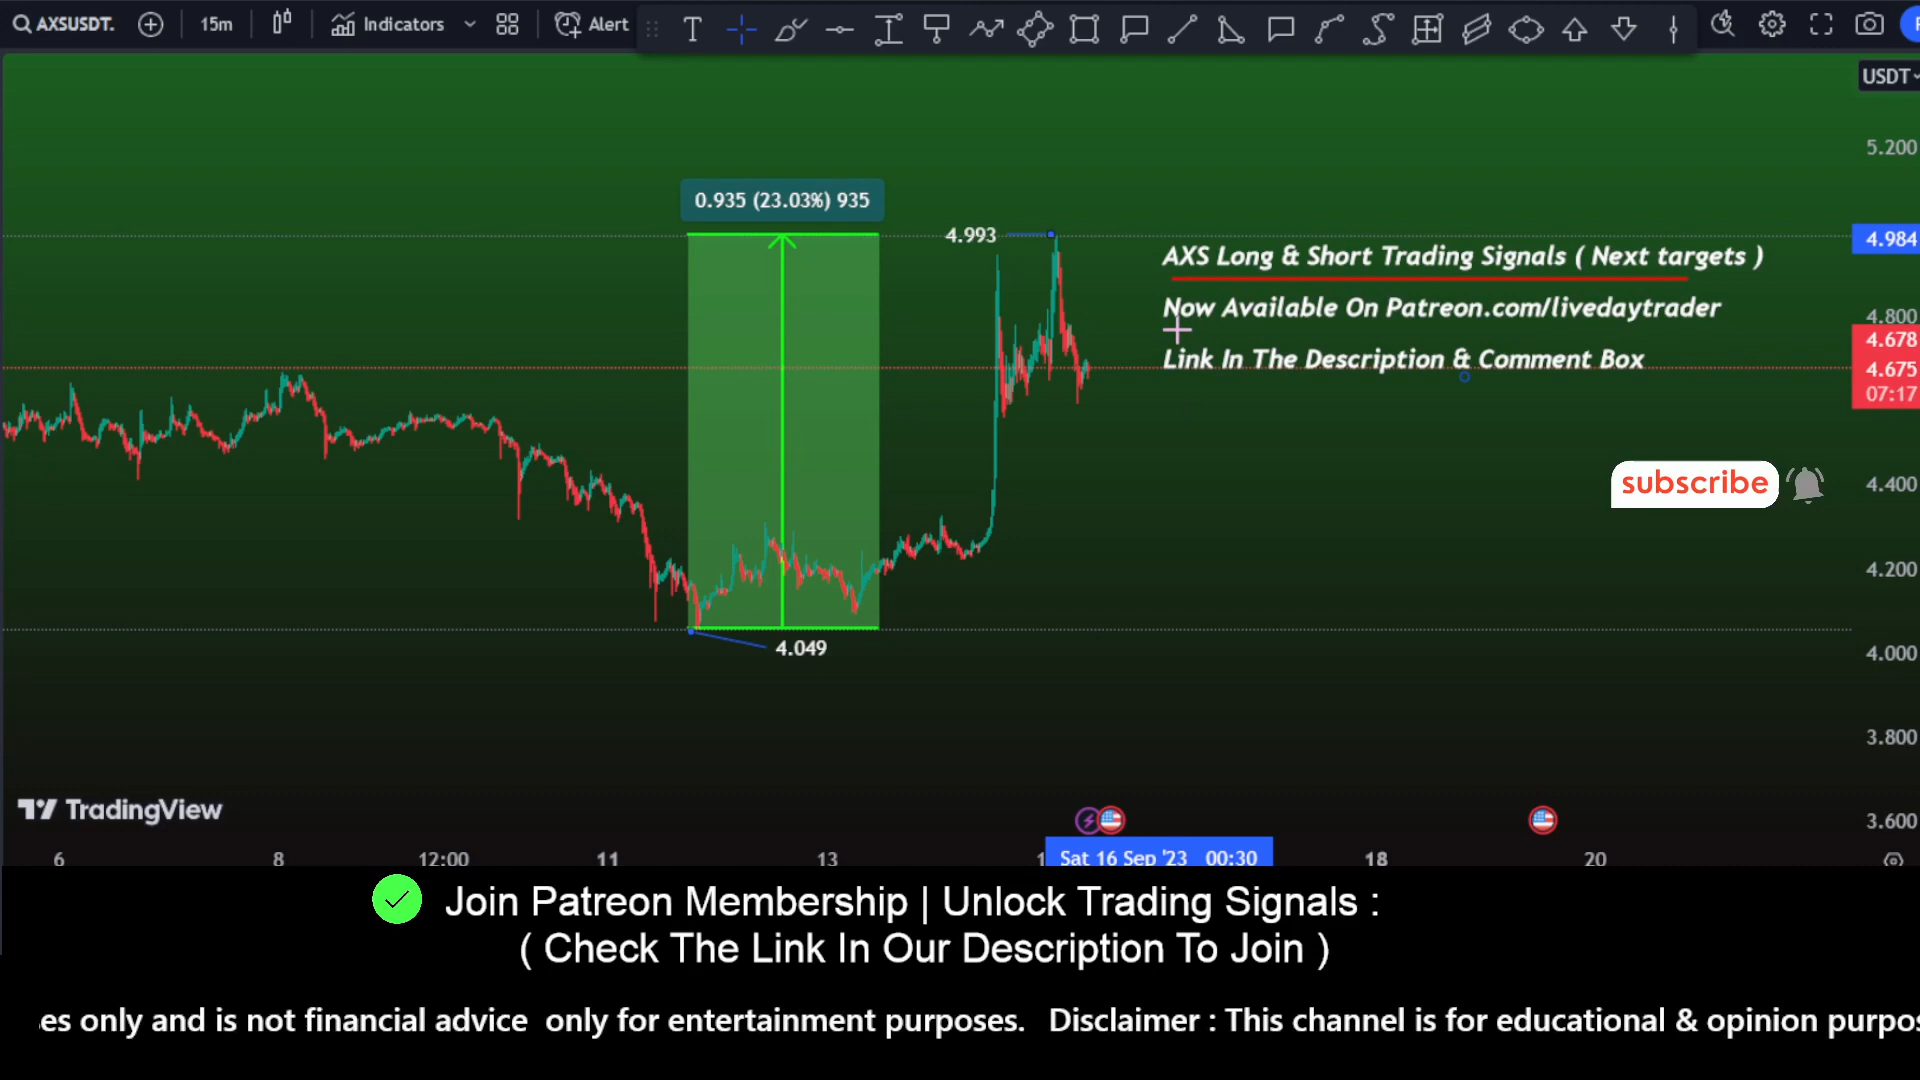 AXSUSDT.
15m
Indicators
Alert
USDT
5.200
0.935 (23.03%) 935
4.993
4.984
AXS Long & Short Trading Signals ( Next targets )
Now Available On Patreon.com/livedaytrader
4.800
4.678
Link In The Description & Comment Box
4.675
07:17
subscribe
4.400
4.200
4.049
4.000
3.800
TradingView
3.600
6 8 12:00 11 13 Sat 16 Sep '23 00:30 18 20
Join Patreon Membership | Unlock Trading Signals :
( Check The Link In Our Description To Join )
es only and is not financial advice only for entertainment purposes. Disclaimer : This channel is for educational & opinion purpos